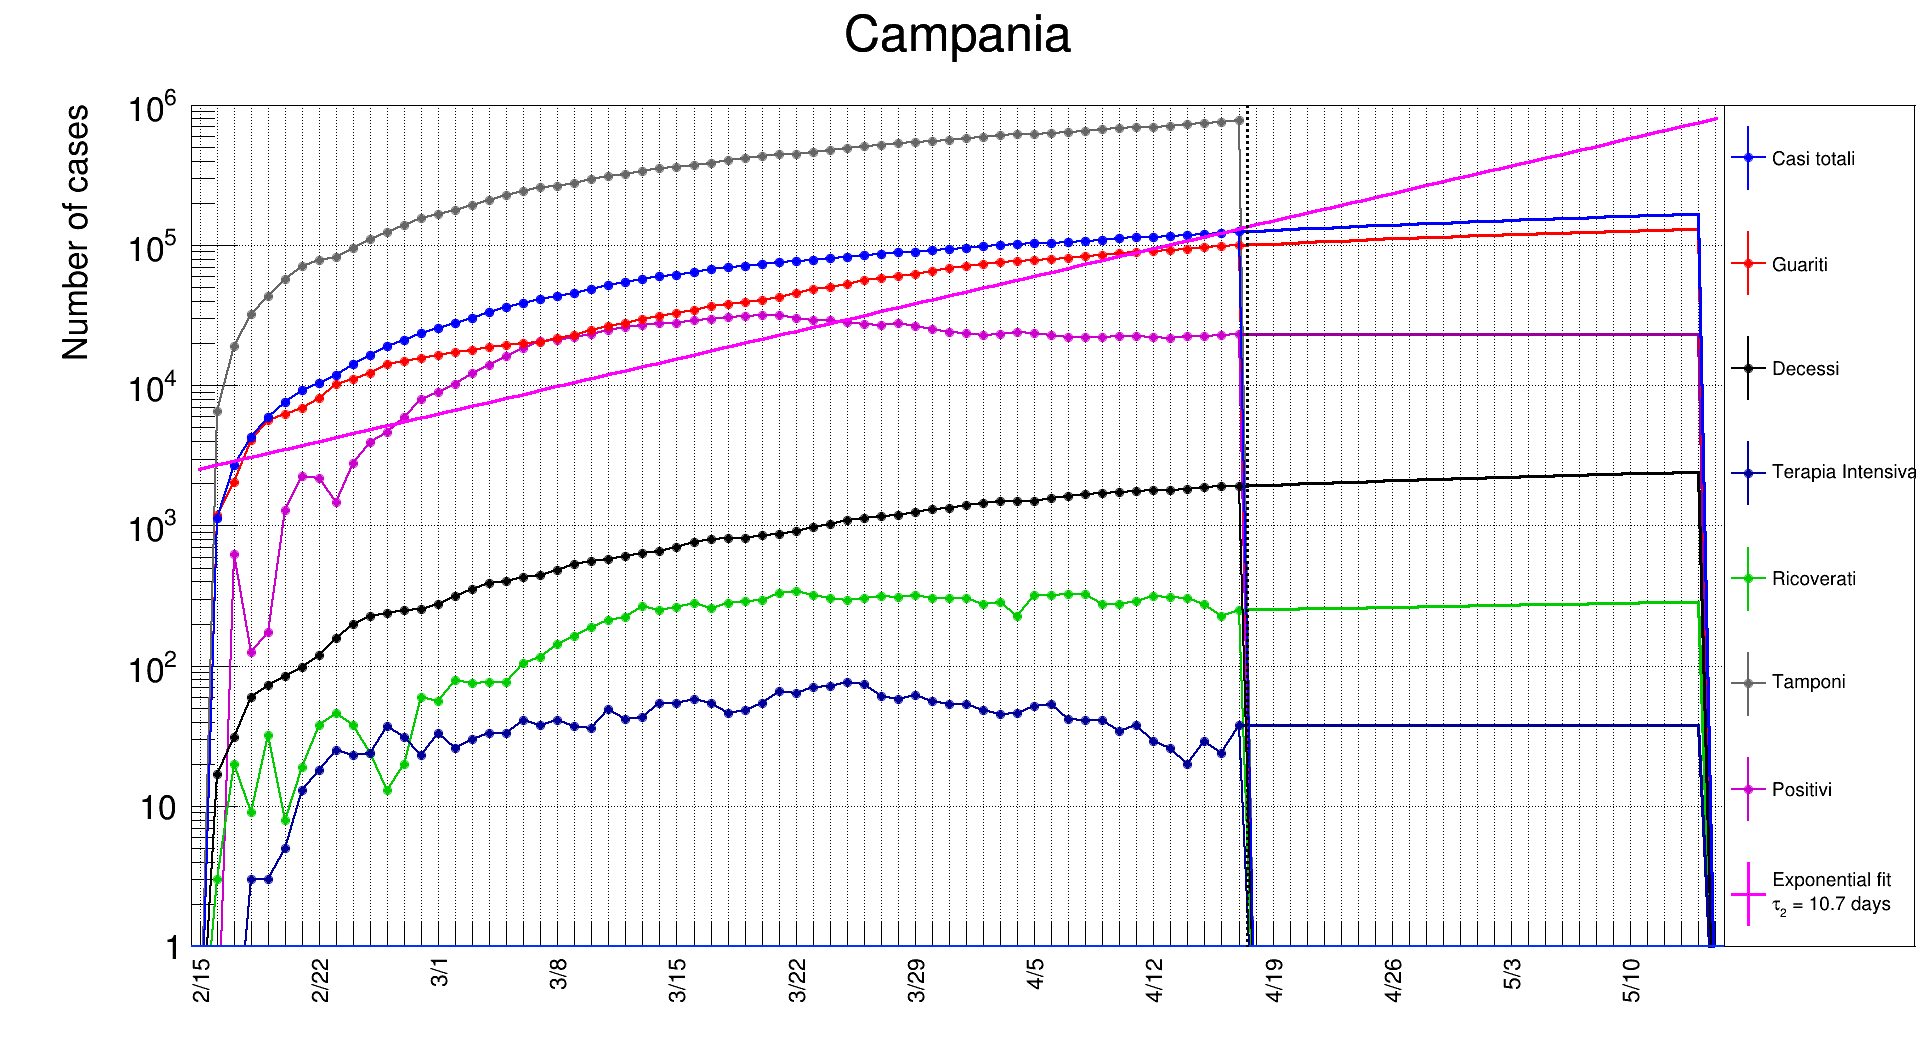 Campania
Number of cases
10^6
10^5
10^4
10^3
10^2
10
1
2/15 2/22 3/1 3/8 3/15 3/22 3/29 4/5 4/12 4/19 4/26 5/3 5/10
Casi totali
Guariti
Decessi
Terapia Intensiva
Ricoverati
Tamponi
Positivi
Exponential fit
τ₂ = 10.7 days